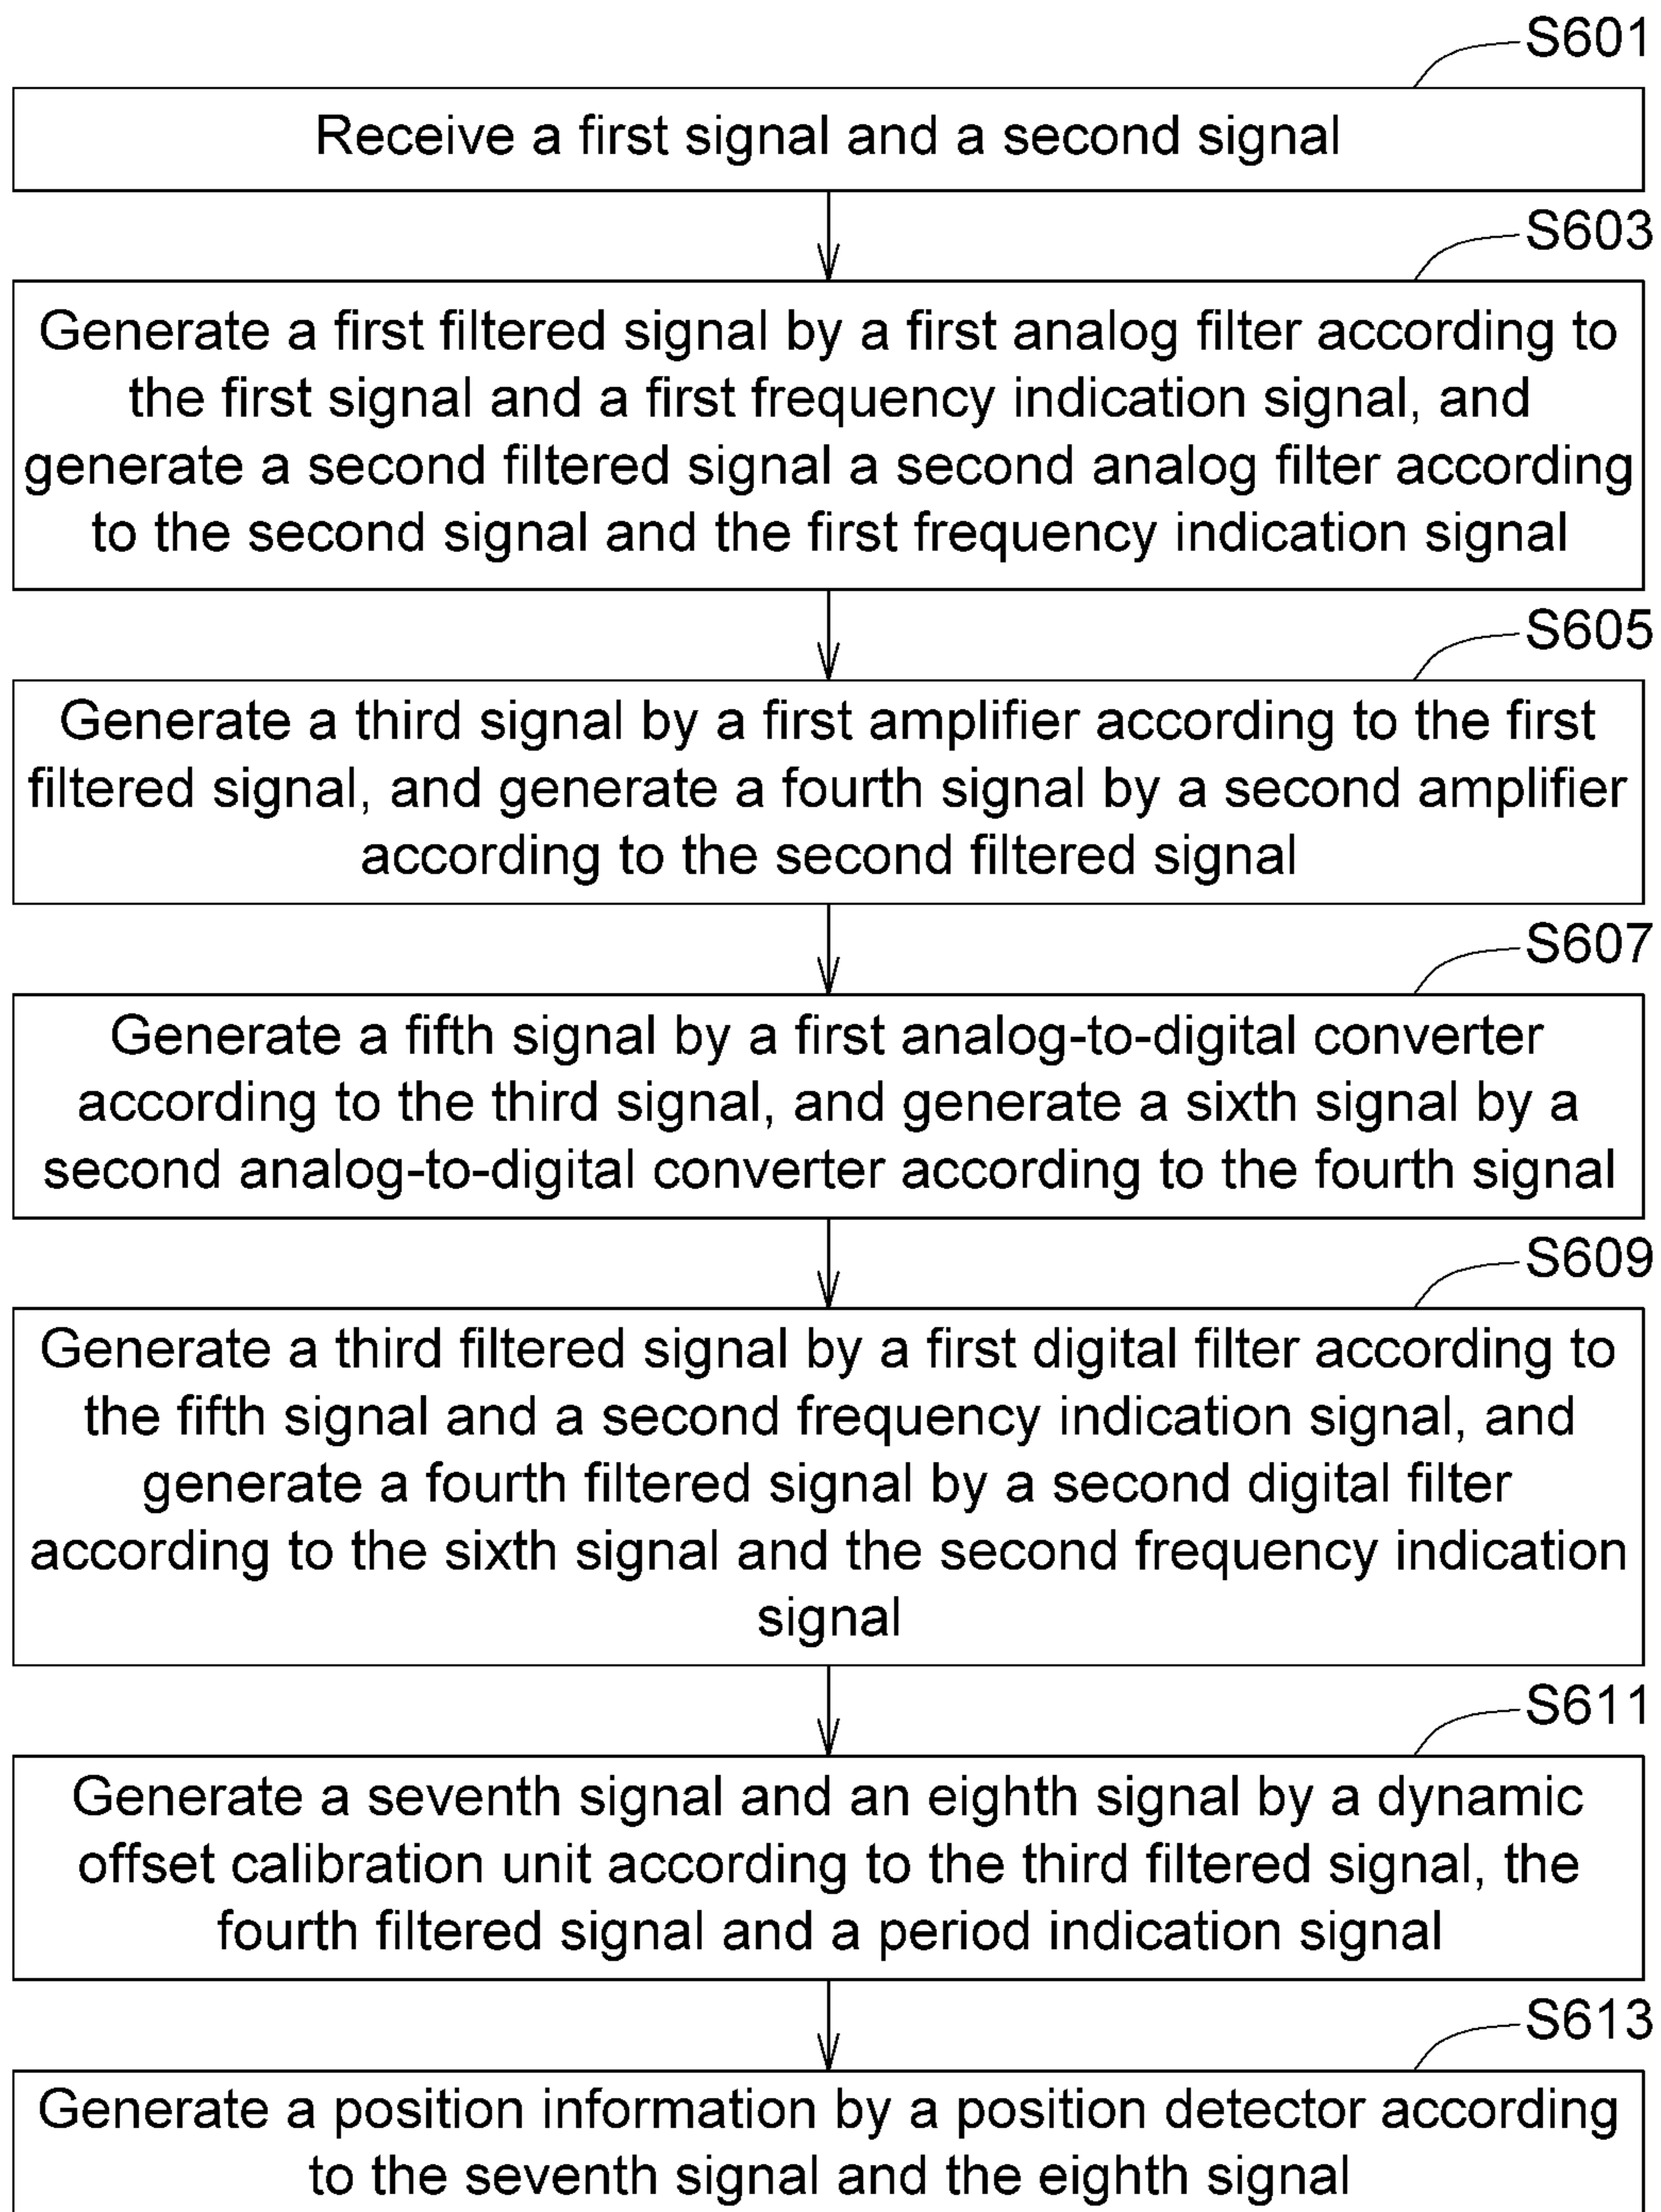 S601
Receive a first signal and a second signal
S603
Generate a first filtered signal by a first analog filter according to
the first signal and a first frequency indication signal, and
generate a second filtered signal a second analog filter according
to the second signal and the first frequency indication signal
S605
Generate a third signal by a first amplifier according to the first
filtered signal, and generate a fourth signal by a second amplifier
according to the second filtered signal
S607
Generate a fifth signal by a first analog-to-digital converter
according to the third signal, and generate a sixth signal by a
second analog-to-digital converter according to the fourth signal
S609
Generate a third filtered signal by a first digital filter according to
the fifth signal and a second frequency indication signal, and
generate a fourth filtered signal by a second digital filter
according to the sixth signal and the second frequency indication
signal
S611
Generate a seventh signal and an eighth signal by a dynamic
offset calibration unit according to the third filtered signal, the
fourth filtered signal and a period indication signal
S613
Generate a position information by a position detector according
to the seventh signal and the eighth signal